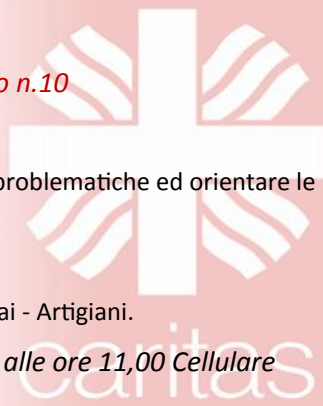 o n.10
problematiche ed orientare le
ai - Artigiani.
alle ore 11,00 Cellulare
caritas